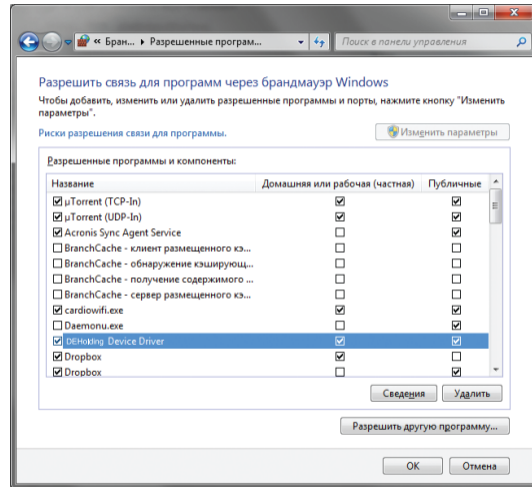 « Бран... ▸ Разрешенные програм...
Поиск в панели управления
Разрешить связь для программ через брандмауэр Windows
Чтобы добавить, изменить или удалить разрешенные программы и порты, нажмите кнопку "Изменить
параметры".
Риски разрешения связи для программы.
Изменить параметры
Разрешенные программы и компоненты:
Название Домашняя или рабочая (частная) Публичные
µTorrent (TCP-In)
µTorrent (UDP-In)
Acronis Sync Agent Service
BranchCache - клиент размещенного кэ...
BranchCache - обнаружение кэширующ...
BranchCache - получение содержимого ...
BranchCache - сервер размещенного кэ...
cardiowifi.exe
Daemonu.exe
DEHolding Device Driver
Dropbox
Dropbox
Сведения Удалить
Разрешить другую программу...
ОК Отмена